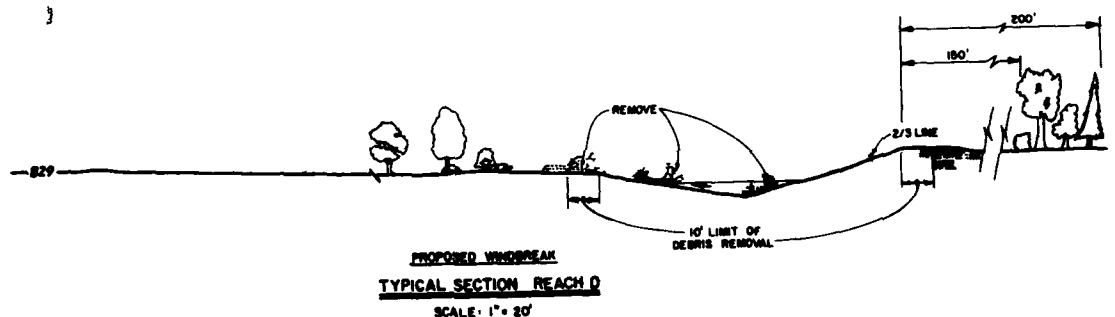 200'
180'
REMOVE
2/3 LINE
829
10' LIMIT OF
DEBRIS REMOVAL
PROPOSED WINDBREAK
TYPICAL SECTION REACH D
SCALE: 1" = 20'